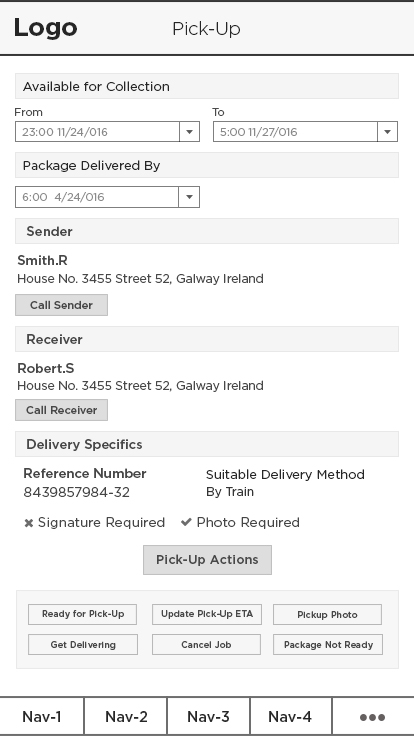 Logo
Pick-Up
Available for Collection
From To
23:00 11/24/016 5:00 11/27/016
Package Delivered By
6:00 4/24/016
Sender
Smith.R
House No. 3455 Street 52, Galway Ireland
Call Sender
Receiver
Robert.S
House No. 3455 Street 52, Galway Ireland
Call Receiver
Delivery Specifics
Reference Number
8439857984-32
Suitable Delivery Method
By Train
Signature Required Photo Required
Pick-Up Actions
Ready for Pick-Up Update Pick-Up ETA Pickup Photo
Get Delivering Cancel Job Package Not Ready
Nav-1 Nav-2 Nav-3 Nav-4